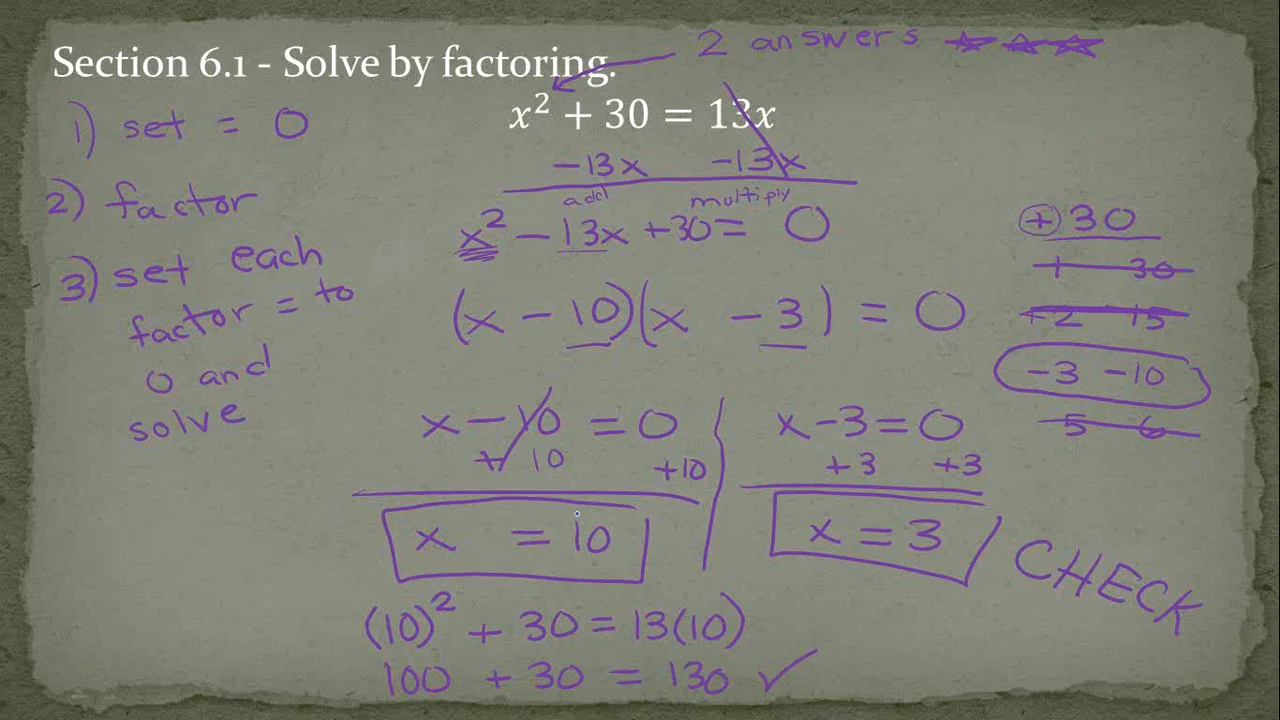 Section 6.1 - Solve by factoring.
2 answers
x² + 30 = 13x
1) set = 0
-13x -13x
2) factor
add multiply
x² - 13x + 30 = 0
3) set each
factor = to
0 and
solve
(x - 10)(x - 3) = 0
+ 30
1 30
+2 15
-3 -10
5 6
x - 10 = 0
+ 10 +10
x = 10
x - 3 = 0
+3 +3
x = 3
CHECK
(10)² + 30 = 13(10)
100 + 30 = 130 ✓